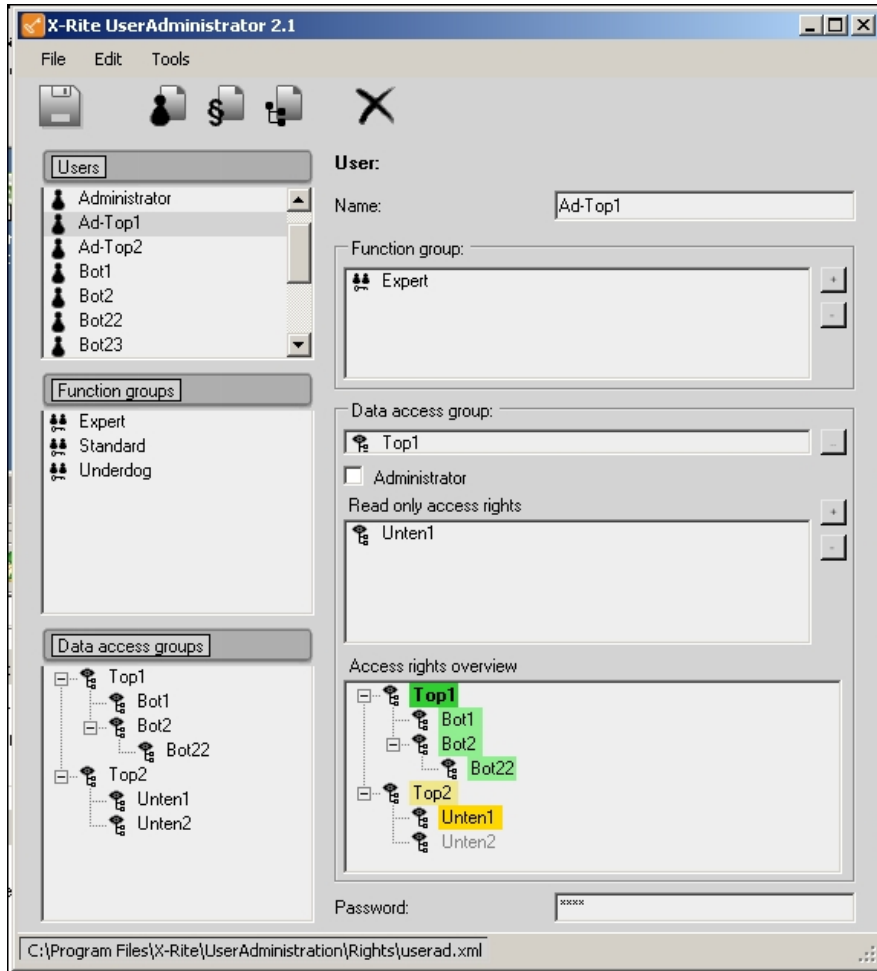 X-Rite UserAdministrator 2.1
File Edit Tools
Users
Administrator
Ad-Top1
Ad-Top2
Bot1
Bot2
Bot22
Bot23
Function groups
Expert
Standard
Underdog
Data access groups
Top1
Bot1
Bot2
Bot22
Top2
Unten1
Unten2
User:
Name: Ad-Top1
Function group:
Expert
+
-
Data access group:
Top1
-
Administrator
Read only access rights
Unten1
+
-
Access rights overview
Top1
Bot1
Bot2
Bot22
Top2
Unten1
Unten2
Password: ****
C:\Program Files\X-Rite\UserAdministration\Rights\userad.xml